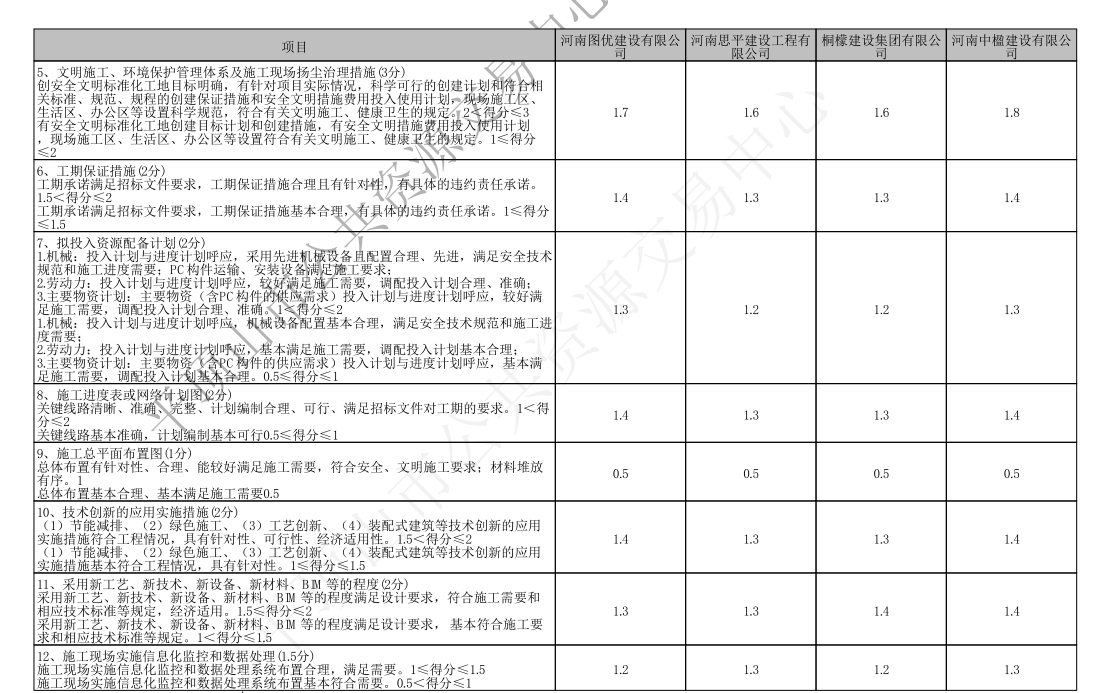 项目
河南图优建设有限公
司
河南思平建设工程有
限公司
桐檬建设集团有限公
司
河南中楹建设有限公
司
5、文明施工、环境保护管理体系及施工现场扬尘治理措施(3分)
创安全文明标准化工地目标明确，有针对项目实际情况，科学可行的创建计划和符合相
关标准、规范、规程的创建保证措施和安全文明措施费用投入使用计划，现场施工区、
生活区、办公区等设置科学规范，符合有关文明施工、健康卫生的规定。2＜得分≤3
有安全文明标准化工地创建目标计划和创建措施，有安全文明措施费用投入使用计划
，现场施工区、生活区、办公区等设置符合有关文明施工、健康卫生的规定。1≤得分
≤2
1.7
1.6
1.6
1.8
6、工期保证措施(2分)
工期承诺满足招标文件要求，工期保证措施合理且有针对性，有具体的违约责任承诺。
1.5＜得分≤2
工期承诺满足招标文件要求，工期保证措施基本合理，有具体的违约责任承诺。1≤得分
≤1.5
1.4
1.3
1.3
1.4
7、拟投入资源配备计划(2分)
1.机械：投入计划与进度计划呼应，采用先进机械设备且配置合理、先进，满足安全技术
规范和施工进度需要；PC构件运输、安装设备满足施工要求；
2.劳动力：投入计划与进度计划呼应，较好满足施工需要，调配投入计划合理、准确；
3.主要物资计划：主要物资（含PC构件的供应需求）投入计划与进度计划呼应，较好满
足施工需要，调配投入计划合理、准确。1＜得分≤2
1.机械：投入计划与进度计划呼应，机械设备配置基本合理，满足安全技术规范和施工进
度需要；
2.劳动力：投入计划与进度计划呼应，基本满足施工需要，调配投入计划基本合理；
3.主要物资计划：主要物资（含PC构件的供应需求）投入计划与进度计划呼应，基本满
足施工需要，调配投入计划基本合理。0.5≤得分≤1
1.3
1.2
1.2
1.3
8、施工进度表或网络计划图(2分)
关键线路清晰、准确、完整、计划编制合理、可行、满足招标文件对工期的要求。1＜得
分≤2
关键线路基本准确，计划编制基本可行0.5≤得分≤1
1.4
1.3
1.3
1.4
9、施工总平面布置图(1分)
总体布置有针对性、合理、能较好满足施工需要，符合安全、文明施工要求；材料堆放
有序。1
总体布置基本合理、基本满足施工需要0.5
0.5
0.5
0.5
0.5
10、技术创新的应用实施措施(2分)
（1）节能减排、（2）绿色施工、（3）工艺创新、（4）装配式建筑等技术创新的应用
实施措施符合工程情况，具有针对性、可行性、经济适用性。1.5＜得分≤2
（1）节能减排、（2）绿色施工、（3）工艺创新、（4）装配式建筑等技术创新的应用
实施措施基本符合工程情况，具有针对性。1≤得分≤1.5
1.4
1.3
1.3
1.4
11、采用新工艺、新技术、新设备、新材料、BIM 等的程度(2分)
采用新工艺、新技术、新设备、新材料、BIM 等的程度满足设计要求，符合施工需要和
相应技术标准等规定，经济适用。1.5≤得分≤2
采用新工艺、新技术、新设备、新材料、BIM 等的程度满足设计要求， 基本符合施工要
求和相应技术标准等规定。1＜得分≤1.5
1.3
1.3
1.4
1.4
12、施工现场实施信息化监控和数据处理(1.5分)
施工现场实施信息化监控和数据处理系统布置合理，满足需要。1≤得分≤1.5
施工现场实施信息化监控和数据处理系统布置基本符合需要。0.5＜得分≤1
1.2
1.3
1.2
1.3
平顶山市公共资源交易中心
平顶山市公共资源交易中心